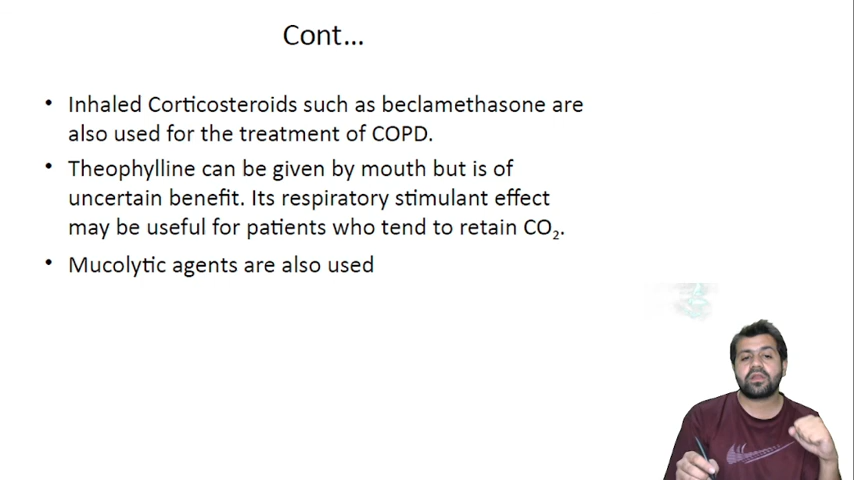 Cont...
• Inhaled Corticosteroids such as beclamethasone are
also used for the treatment of COPD.
• Theophylline can be given by mouth but is of
uncertain benefit. Its respiratory stimulant effect
may be useful for patients who tend to retain CO₂.
• Mucolytic agents are also used